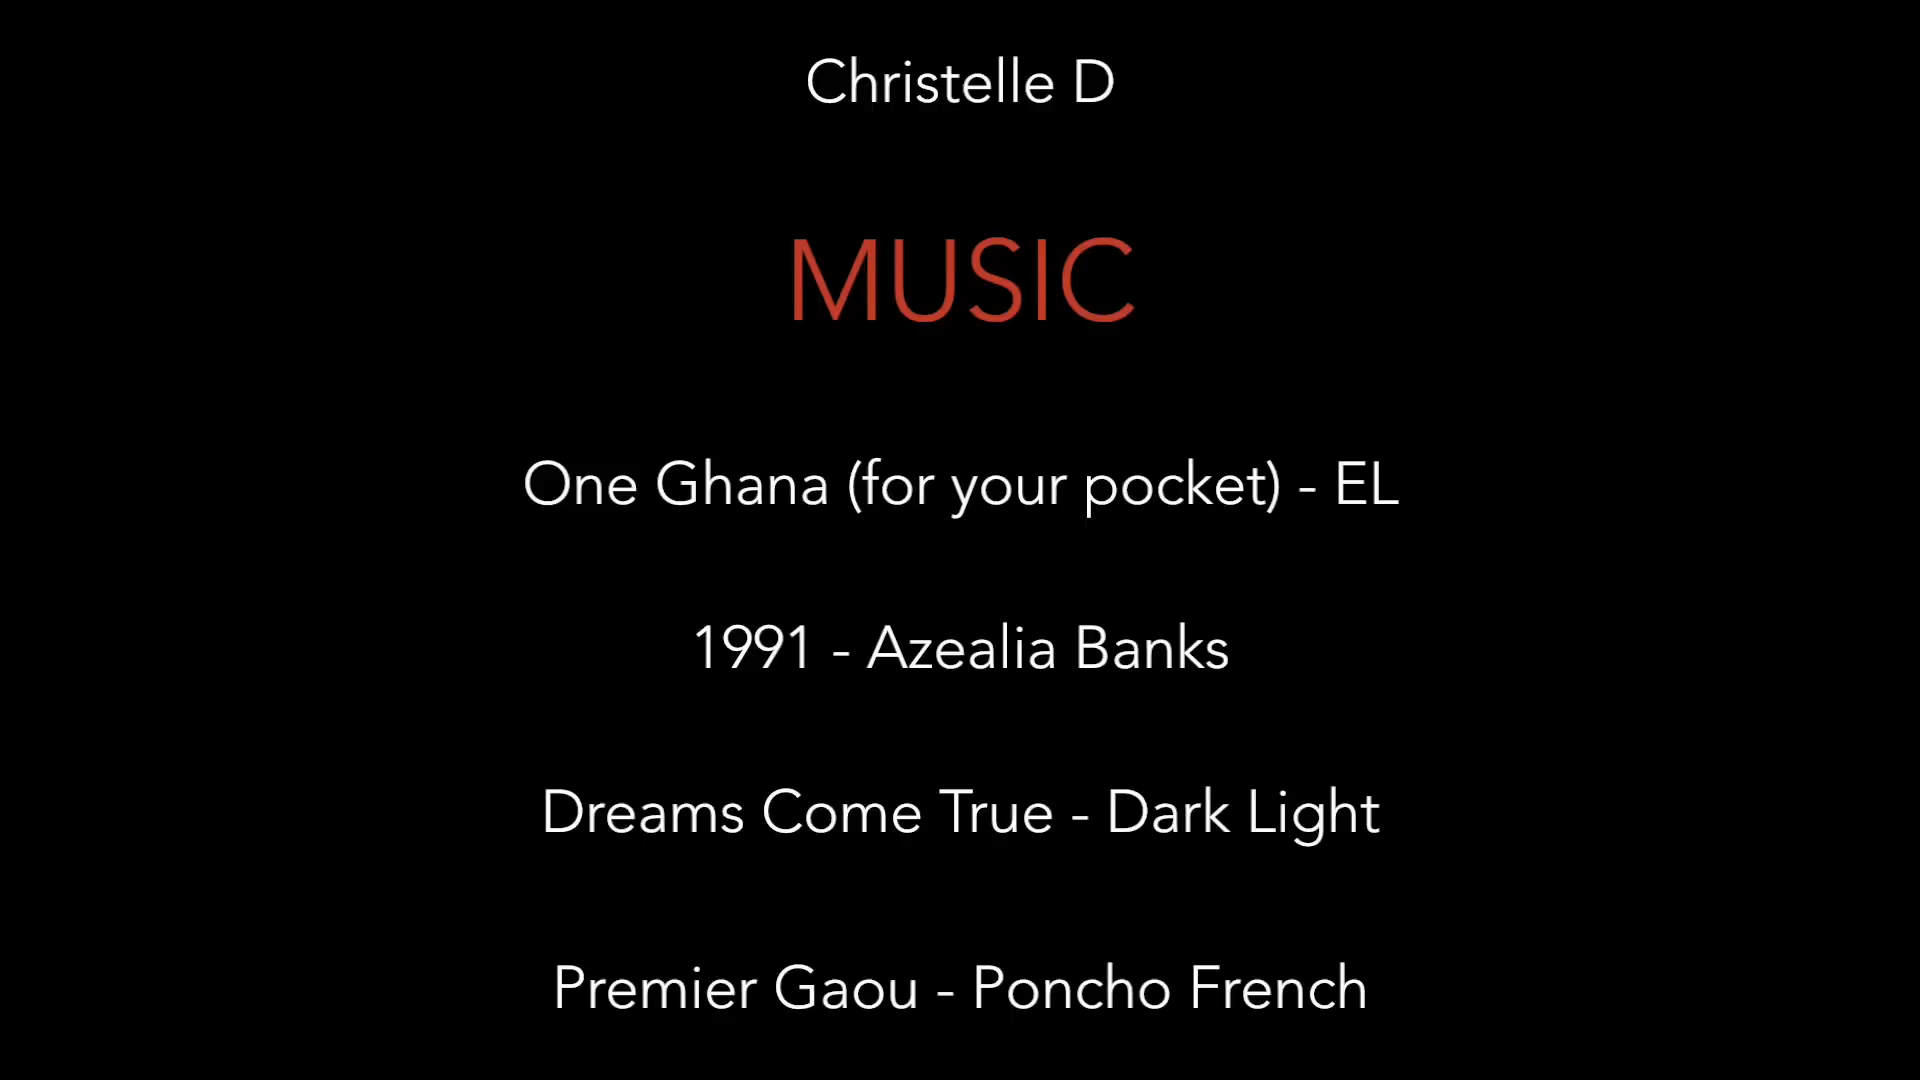 Christelle D
MUSIC
One Ghana (for your pocket) - EL
1991 - Azealia Banks
Dreams Come True - Dark Light
Premier Gaou - Poncho French